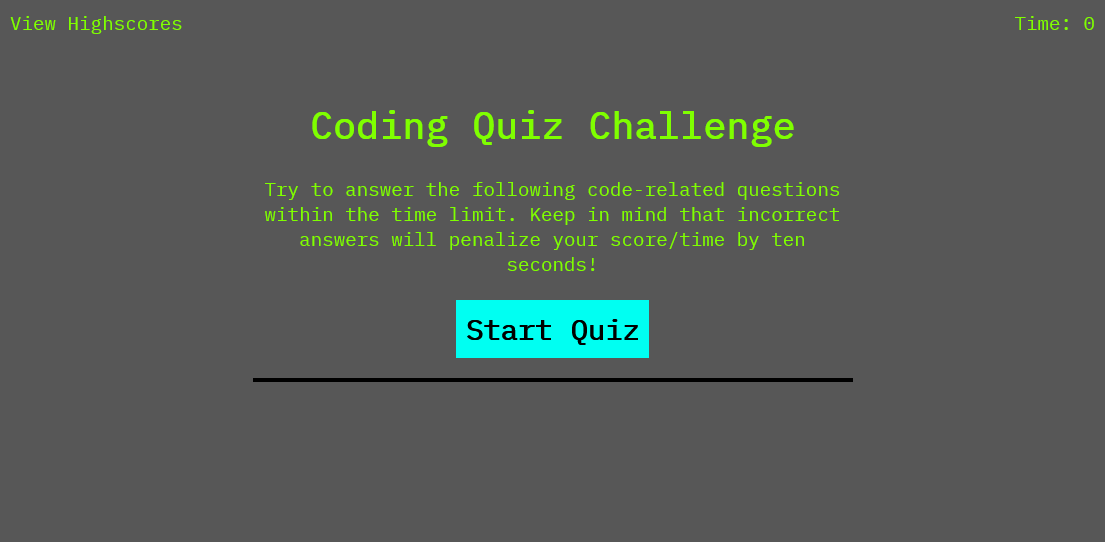 View Highscores
Time: 0
Coding Quiz Challenge
Try to answer the following code-related questions
within the time limit. Keep in mind that incorrect
answers will penalize your score/time by ten
seconds!
Start Quiz